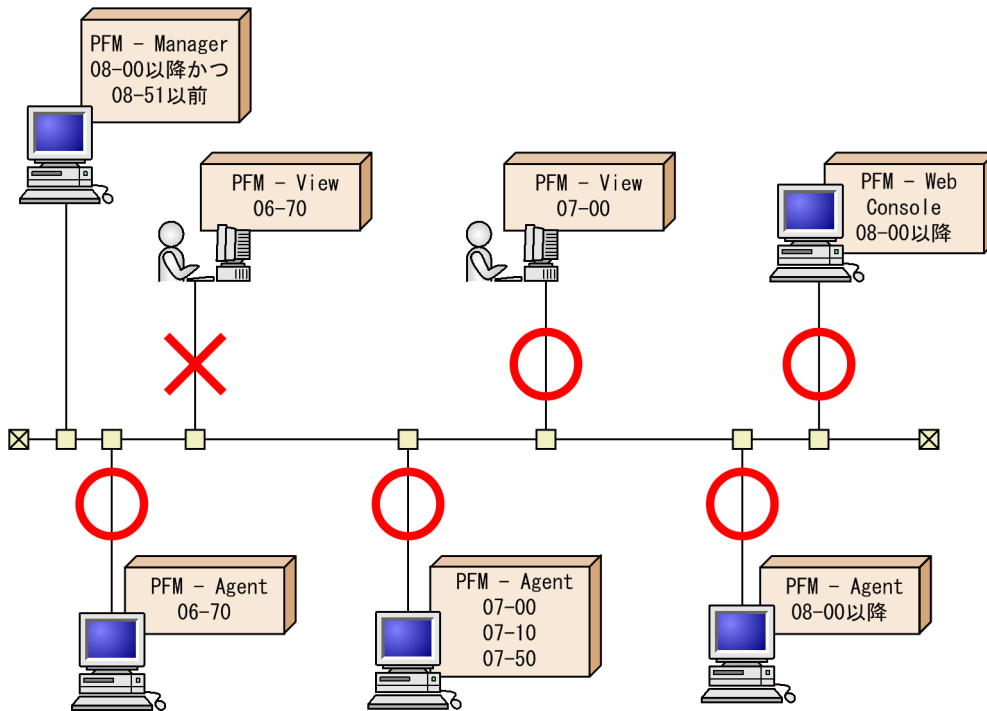 PFM - Manager
08-00以降かつ
08-51以前
PFM - View
06-70
PFM - View
07-00
PFM - Web
Console
08-00以降
PFM - Agent
06-70
PFM - Agent
07-00
07-10
07-50
PFM - Agent
08-00以降